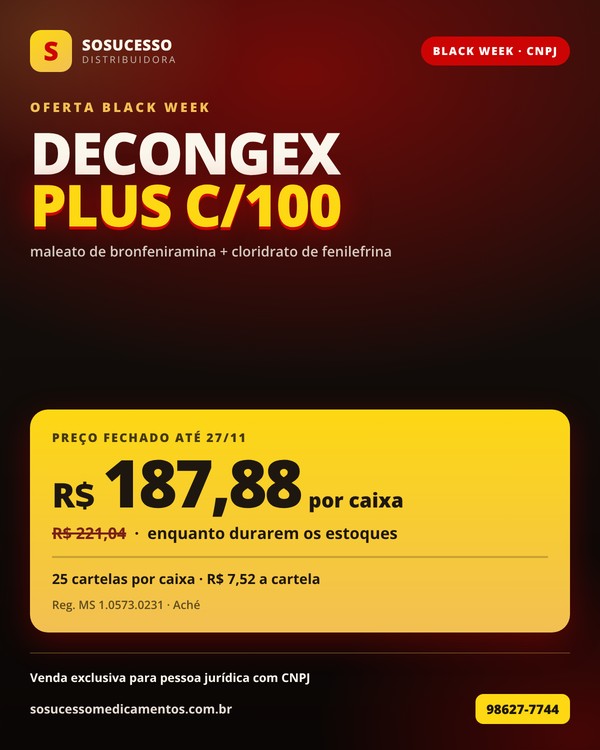 S
SOSUCESSO
DISTRIBUIDORA
BLACK WEEK · CNPJ
OFERTA BLACK WEEK
DECONGEX
PLUS C/100
maleato de bronfeniramina + cloridrato de fenilefrina
PREÇO FECHADO ATÉ 27/11
R$ 187,88 por caixa
R$ 221,04 · enquanto durarem os estoques
25 cartelas por caixa · R$ 7,52 a cartela
Reg. MS 1.0573.0231 · Aché
Venda exclusiva para pessoa jurídica com CNPJ
sosucessomedicamentos.com.br
98627-7744